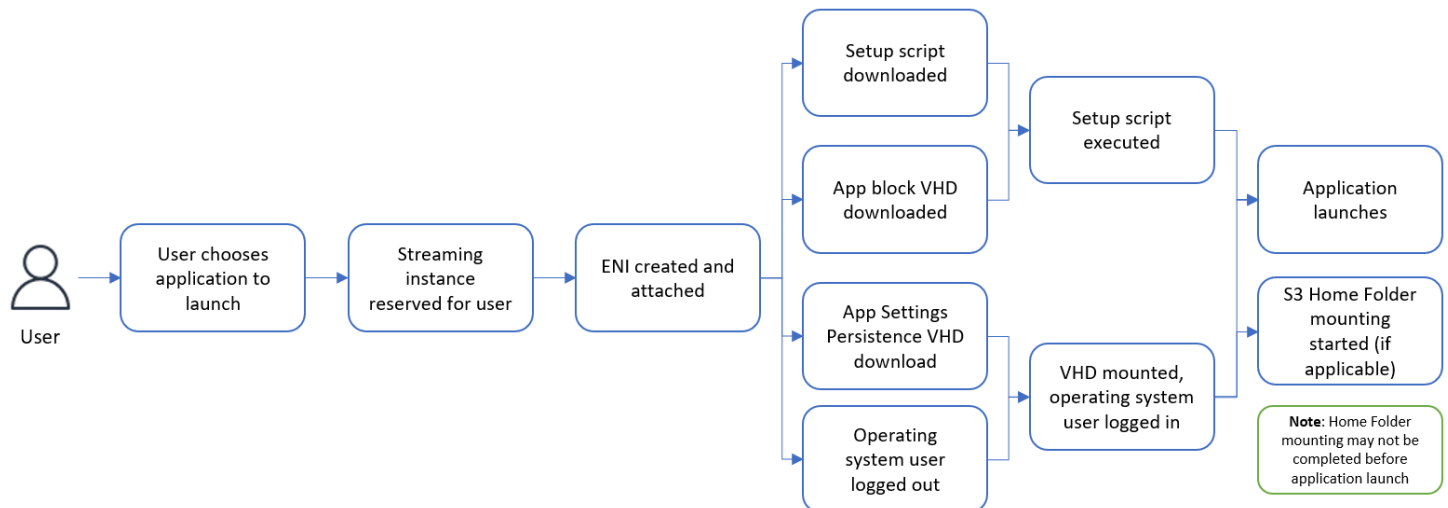 User
User chooses
application to
launch
Streaming
instance
reserved for user
ENI created and
attached
Setup script
downloaded
App block VHD
downloaded
App Settings
Persistence VHD
download
Operating
system user
logged out
Setup script
executed
VHD mounted,
operating system
user logged in
Application
launches
S3 Home Folder
mounting
started (if
applicable)
Note: Home Folder
mounting may not be
completed before
application launch